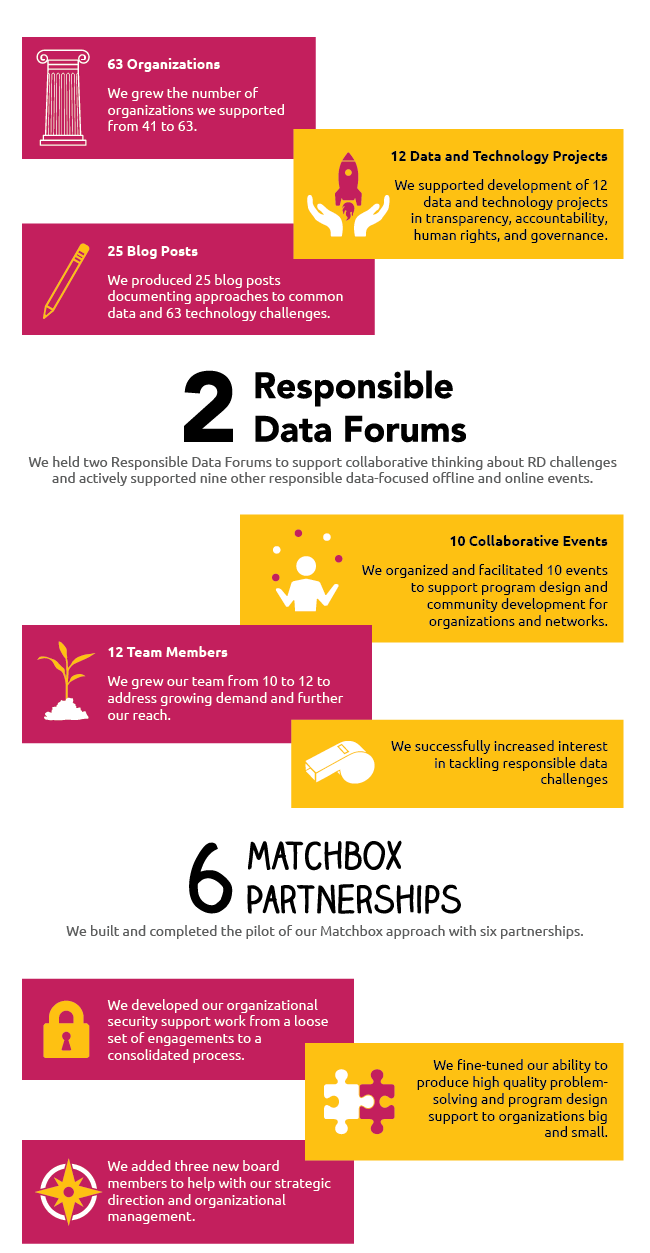 63 Organizations
We grew the number of
organizations we supported
from 41 to 63.
12 Data and Technology Projects
We supported development of 12
data and technology projects
in transparency, accountability,
human rights, and governance.
25 Blog Posts
We produced 25 blog posts
documenting approaches to common
data and 63 technology challenges.
2 Responsible
Data Forums
We held two Responsible Data Forums to support collaborative thinking about RD challenges
and actively supported nine other responsible data-focused offline and online events.
10 Collaborative Events
We organized and facilitated 10 events
to support program design and
community development for
organizations and networks.
12 Team Members
We grew our team from 10 to 12 to
address growing demand and further
our reach.
We successfully increased interest
in tackling responsible data
challenges
6 MATCHBOX
PARTNERSHIPS
We built and completed the pilot of our Matchbox approach with six partnerships.
We developed our organizational
security support work from a loose
set of engagements to a
consolidated process.
We fine-tuned our ability to
produce high quality problem-
solving and program design
support to organizations big
and small.
We added three new board
members to help with our strategic
direction and organizational
management.